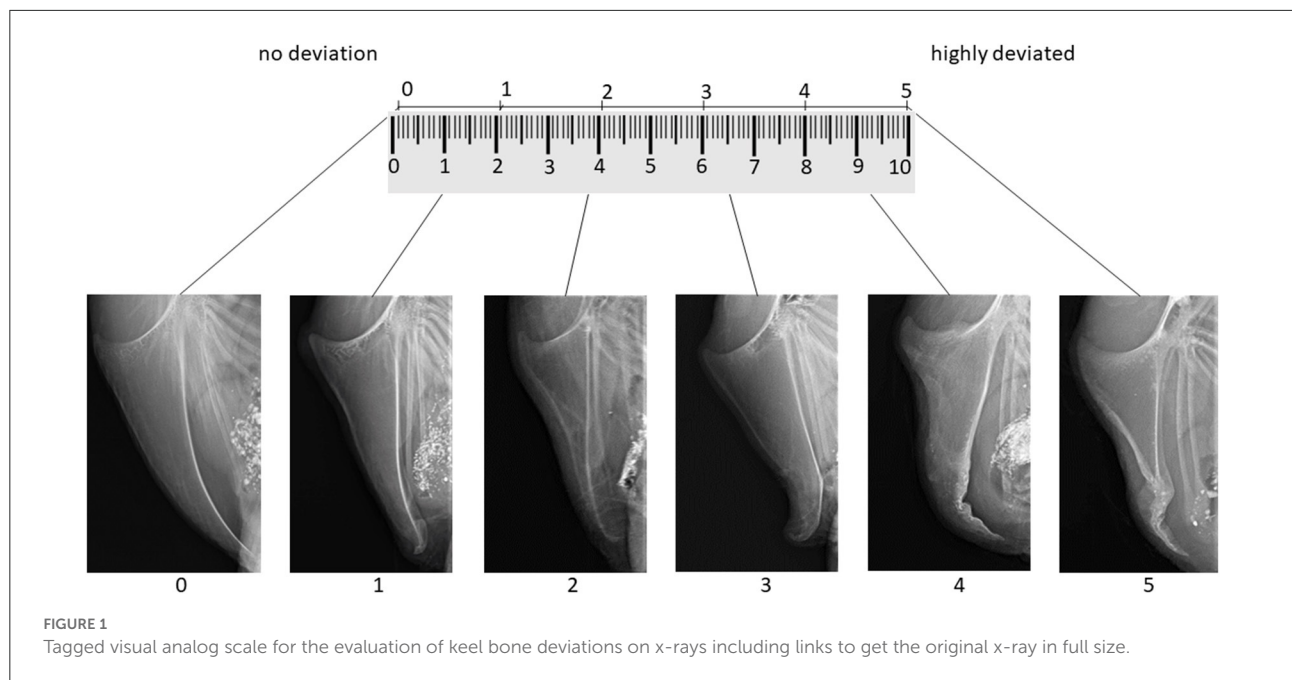 no deviation highly deviated
0 1 2 3 4 5
0 1 2 3 4 5 6 7 8 9 10
0 1 2 3 4 5
FIGURE 1
Tagged visual analog scale for the evaluation of keel bone deviations on x-rays including links to get the original x-ray in full size.